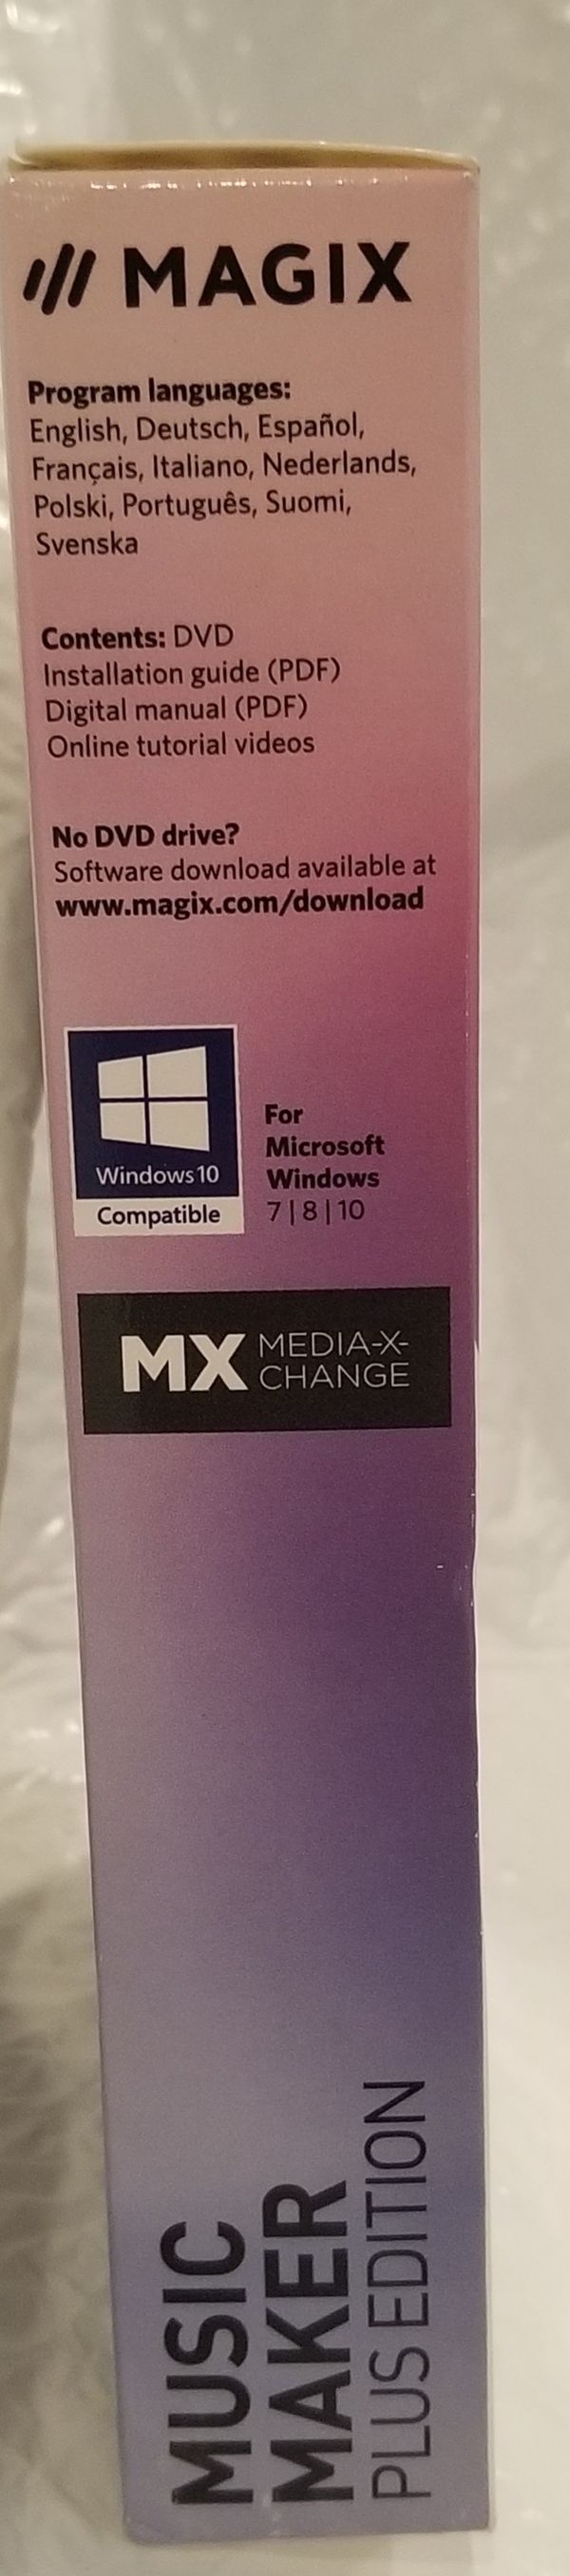 MAGIX
Program languages:
English, Deutsch, Español,
Français, Italiano, Nederlands,
Polski, Português, Suomi,
Svenska
Contents: DVD
Installation guide (PDF)
Digital manual (PDF)
Online tutorial videos
No DVD drive?
Software download available at
www.magix.com/download
Windows 10
Compatible
For
Microsoft
Windows
7|8|10
MX MEDIA-X-
CHANGE
MUSIC
MAKER
PLUS EDITION